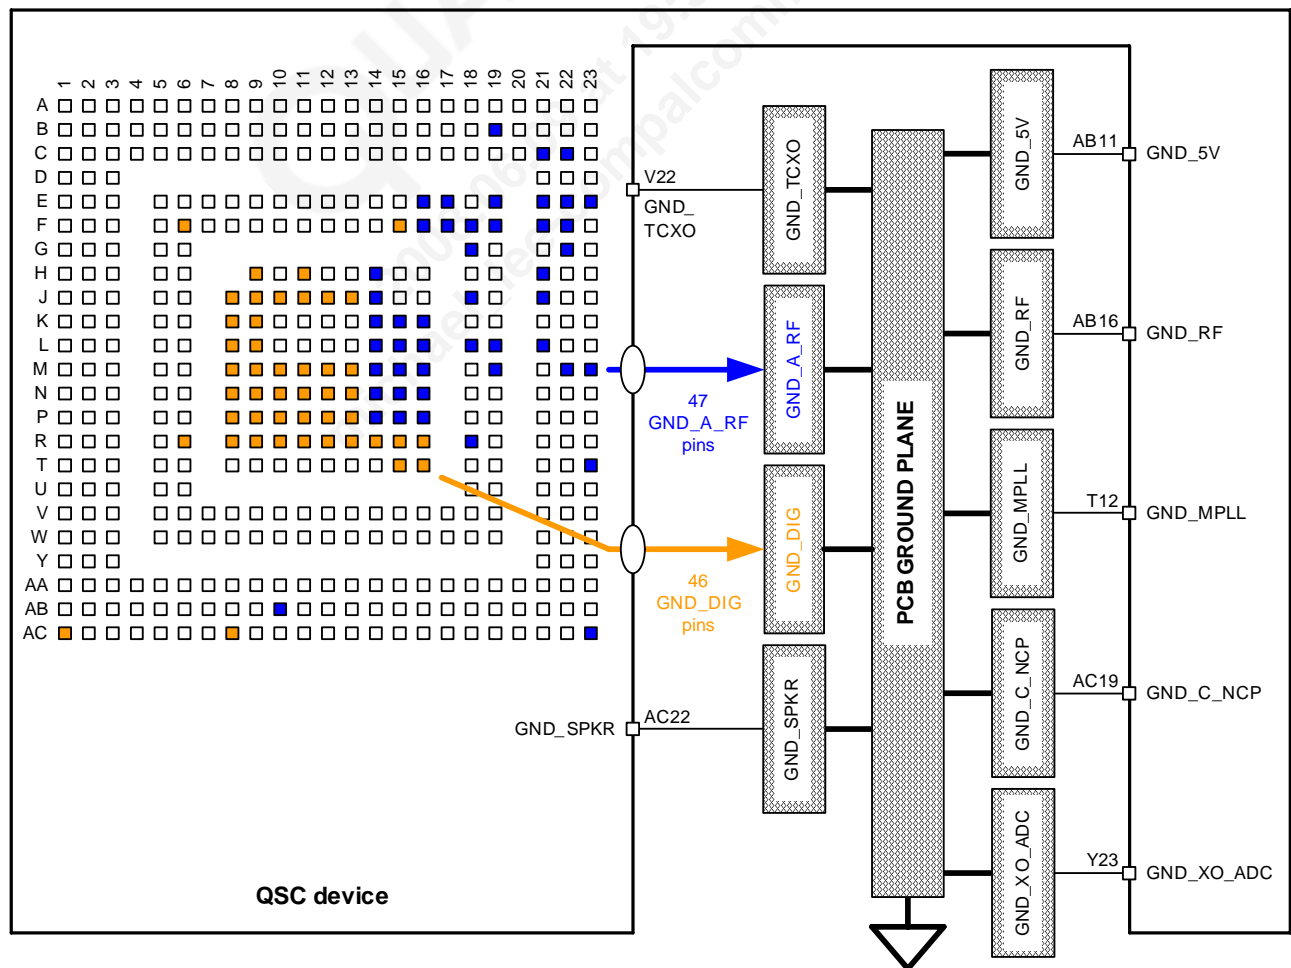 1 2 3 4 5 6 7 8 9 10 11 12 13 14 15 16 17 18 19 20 21 22 23
A
B
C
D
E
F
G
H
J
K
L
M
N
P
R
T
U
V
W
Y
AA
AB
AC
QSC device
V22
GND_
TCXO
GND_TCXO
47
GND_A_RF
pins
GND_A_RF
46
GND_DIG
pins
GND_DIG
GND_SPKR
AC22
GND_SPKR
PCB GROUND PLANE
GND_5V
AB11
GND_5V
GND_RF
AB16
GND_RF
GND_MPLL
T12
GND_MPLL
GND_C_NCP
AC19
GND_C_NCP
GND_XO_ADC
Y23
GND_XO_ADC